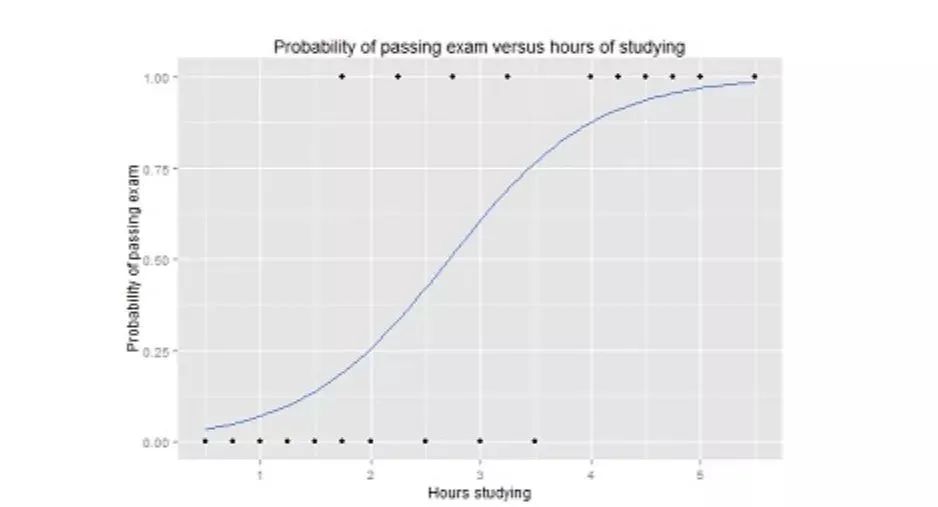 Probability of passing exam versus hours of studying
1.00
0.75
0.50
0.25
0.00
Probability of passing exam
1 2 3 4 5
Hours studying